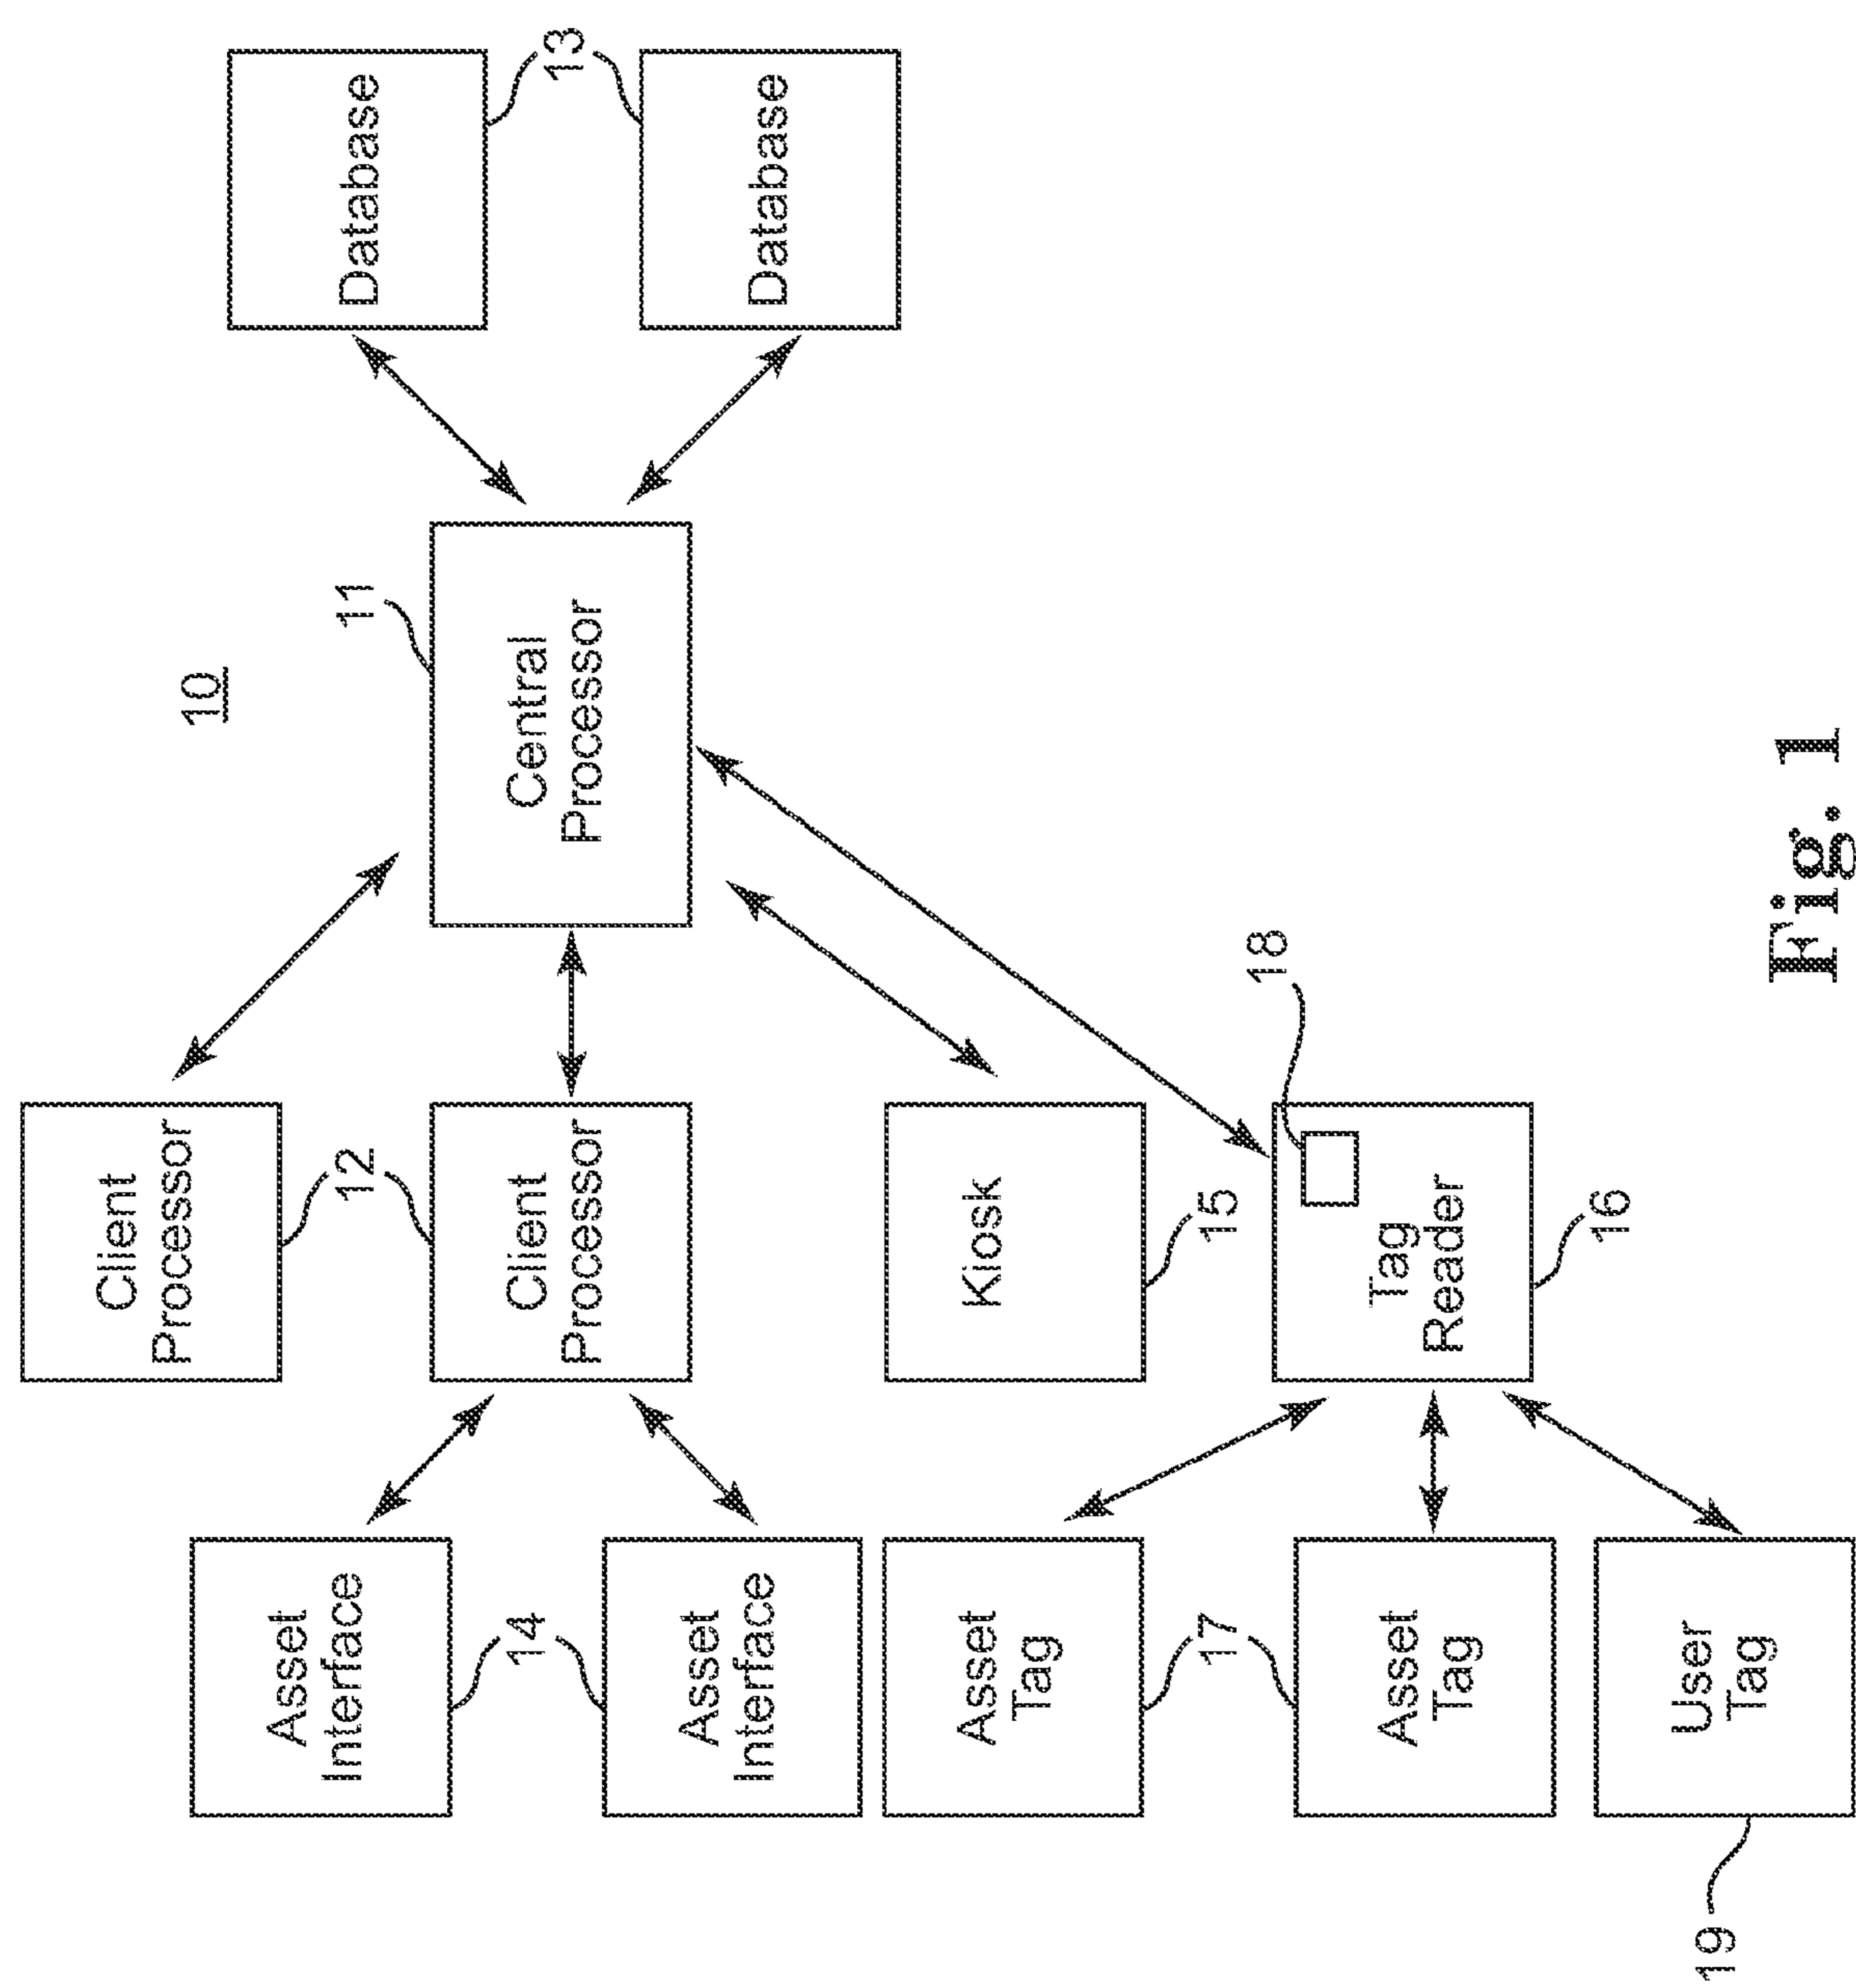 13
Database
Database
11
10
Central
Processor
Client
Processor
12
Client
Processor
Kiosk
15
18
Tag
Reader
16
Asset
Interface
14
Asset
Interface
Asset
Tag
17
Asset
Tag
User
Tag
19
Fig. 1